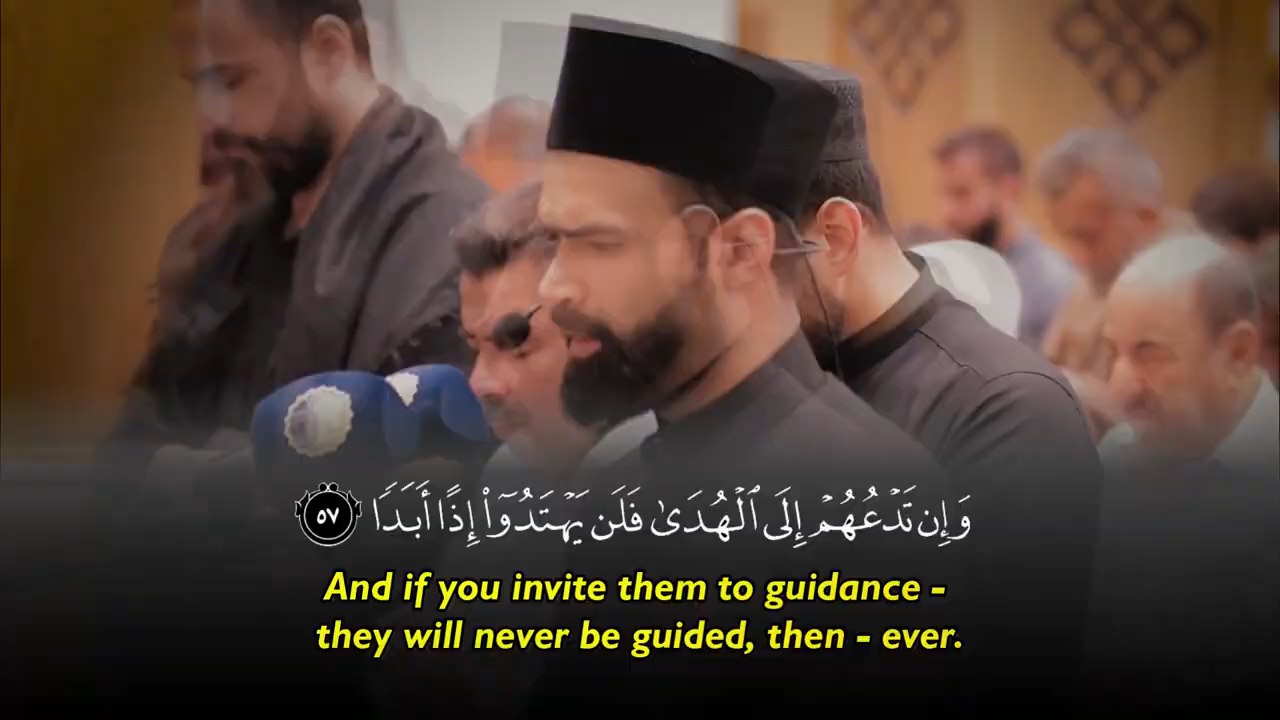 وَإِن تَدْعُهُمْ إِلَى ٱلْهُدَىٰ فَلَن يَهْتَدُوٓا۟ إِذًا أَبَدًا ٥٧
And if you invite them to guidance -
they will never be guided, then - ever.